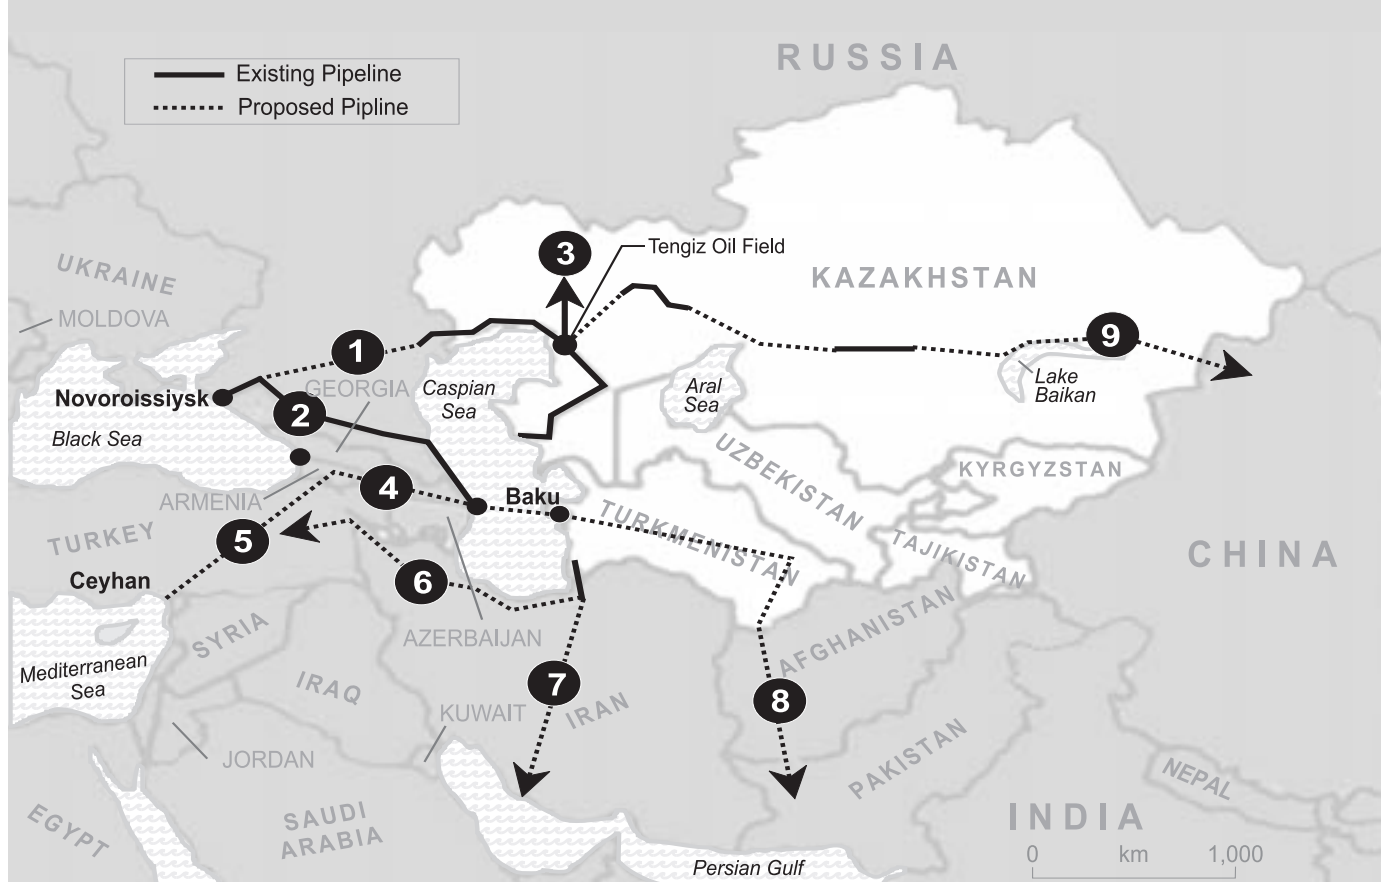 RUSSIA
Existing Pipeline
Proposed Pipline
3
Tengiz Oil Field
UKRAINE
KAZAKHSTAN
MOLDOVA
1
9
GEORGIA
Caspian
Sea
Aral
Sea
Lake
Baikan
Novoroissiysk
2
Black Sea
UZBEKISTAN
KYRGYZSTAN
ARMENIA
4
Baku
TURKMENISTAN
TURKEY
5
TAJIKISTAN
CHINA
Ceyhan
6
AFGHANISTAN
SYRIA
AZERBAIJAN
Mediterranean
Sea
IRAQ
7
IRAN
8
KUWAIT
JORDAN
PAKISTAN
NEPAL
EGYPT
SAUDI
ARABIA
INDIA
Persian Gulf
0 km 1,000